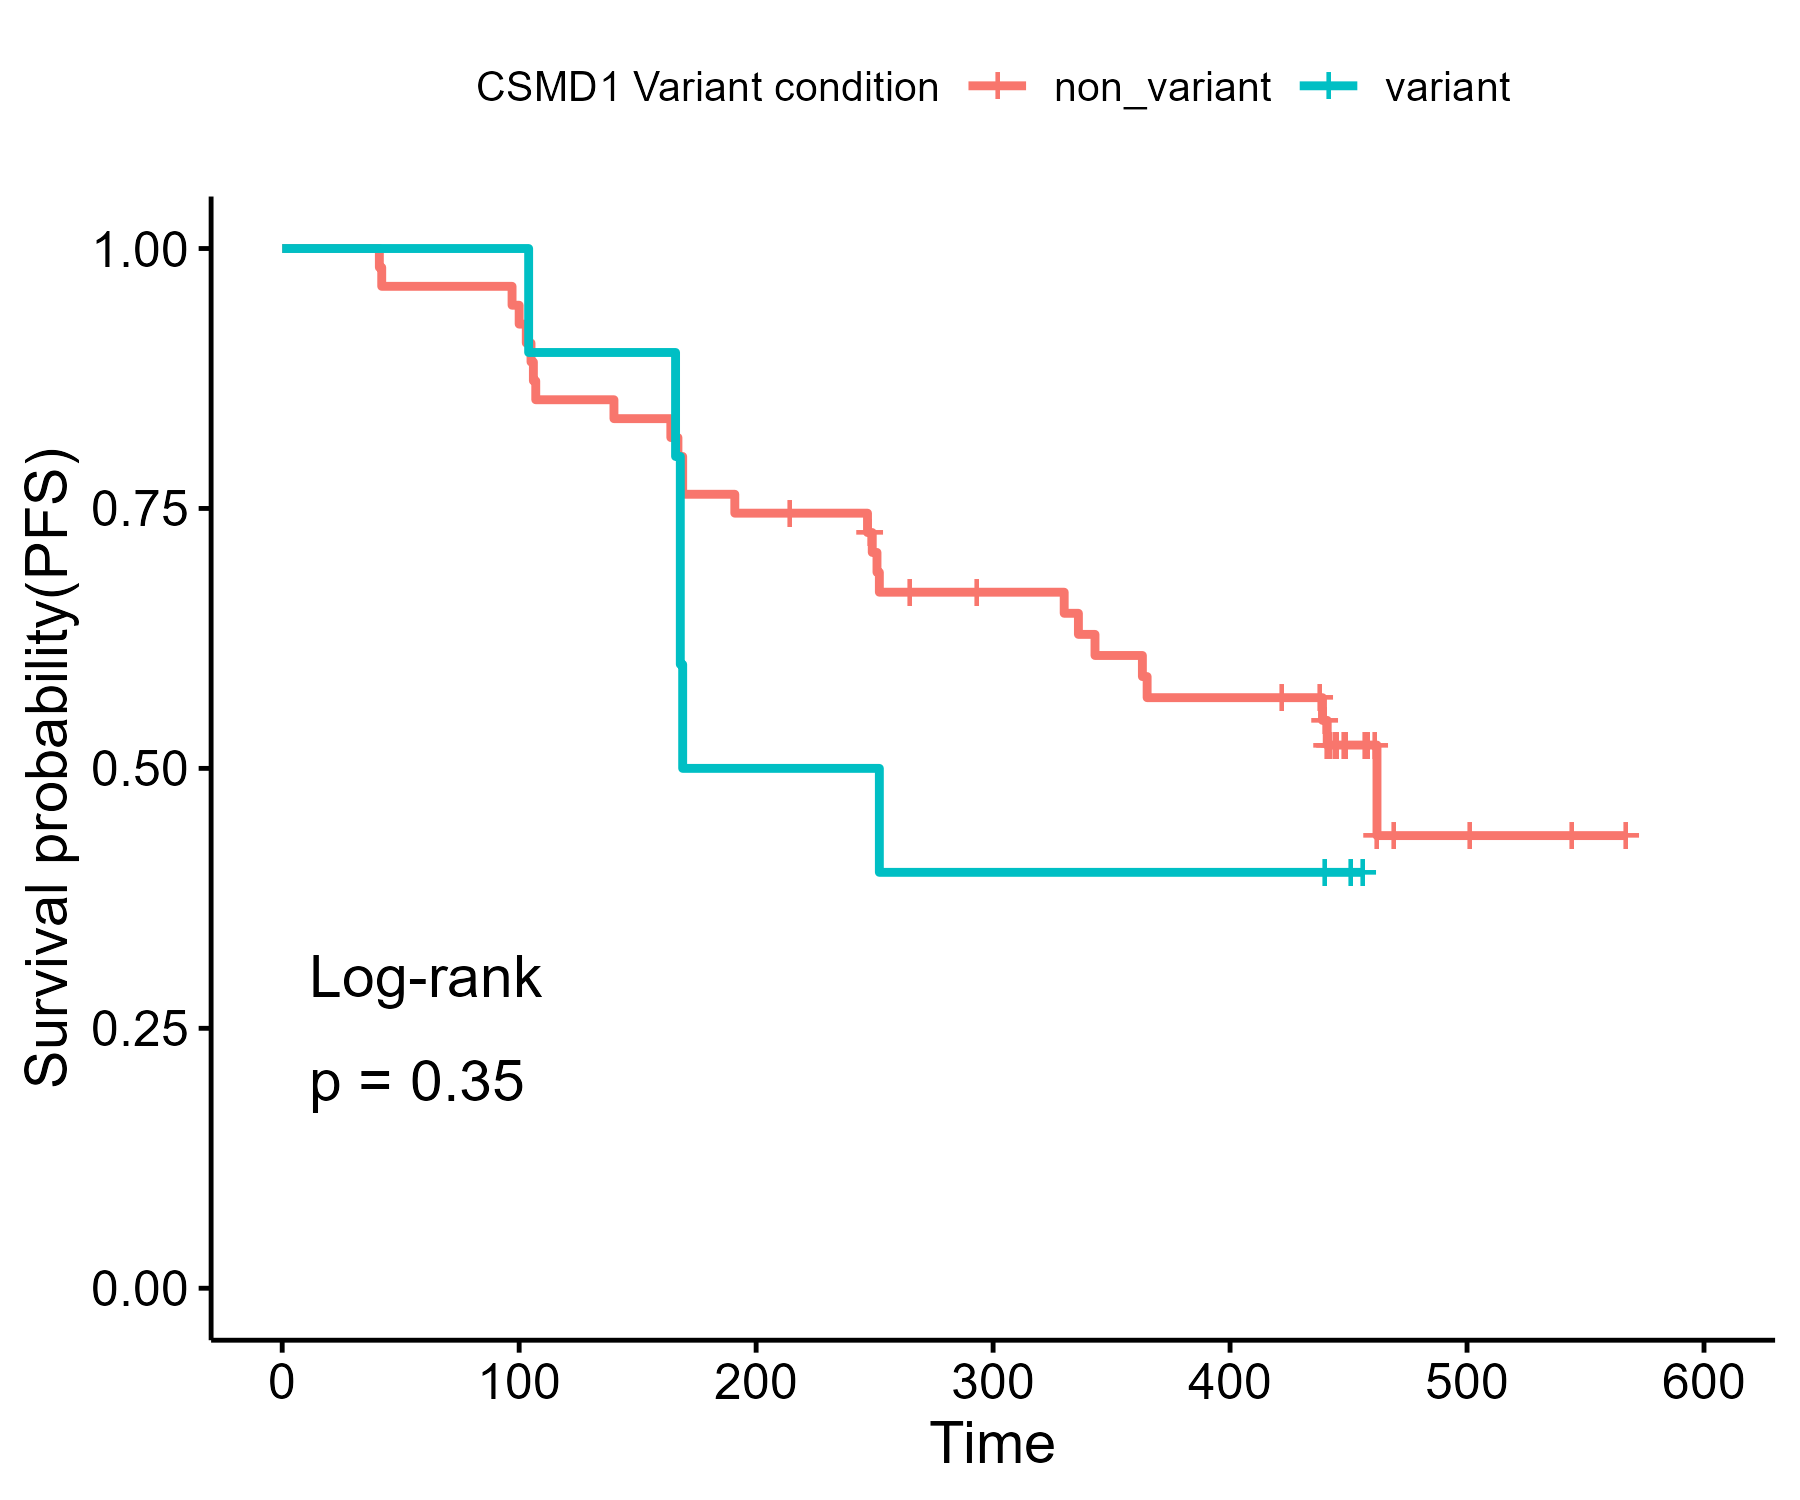 CSMD1 Variant condition non_variant variant
Survival probability(PFS)
1.00
0.75
0.50
0.25
0.00
Log-rank
p = 0.35
0 100 200 300 400 500 600
Time